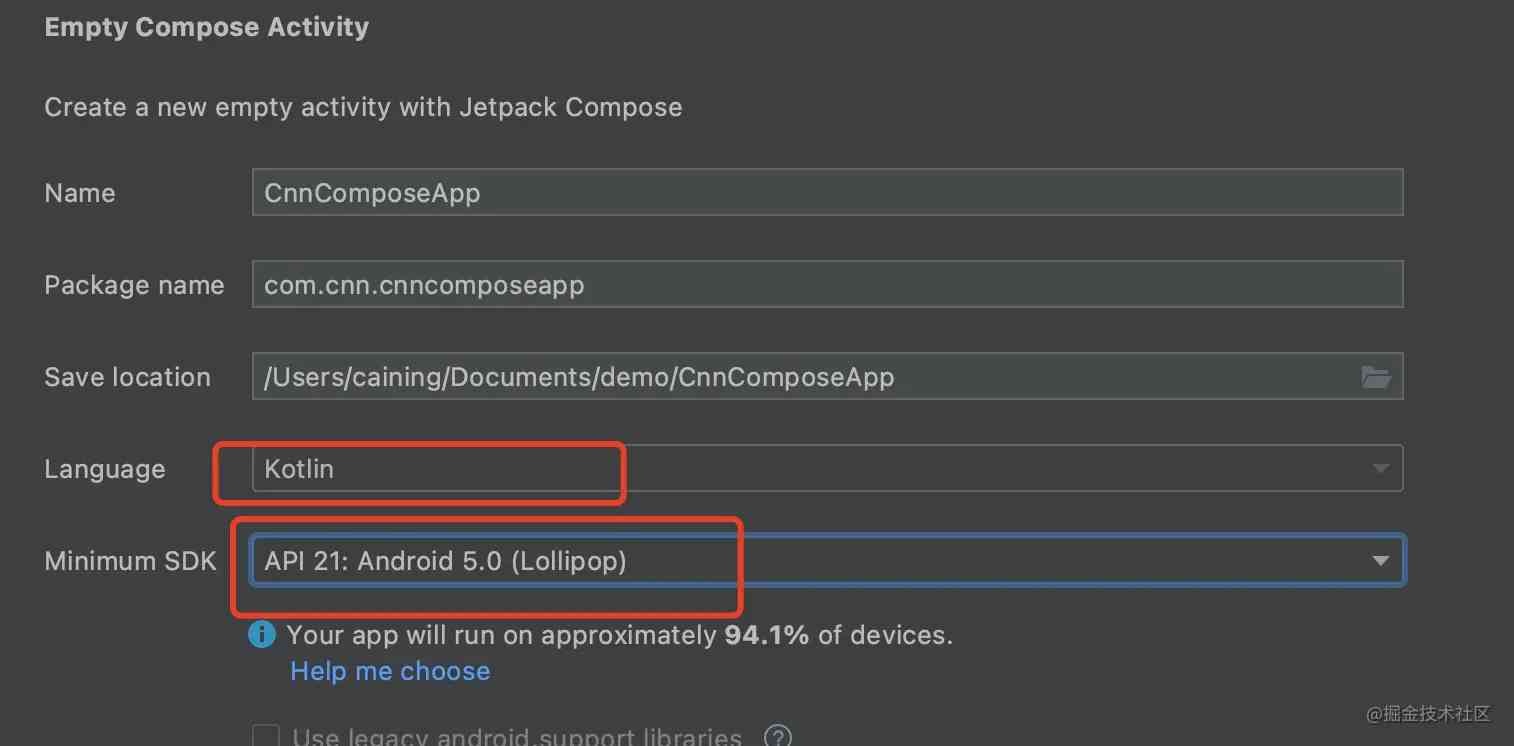 Empty Compose Activity
Create a new empty activity with Jetpack Compose
Name CnnComposeApp
Package name com.cnn.cnncomposeapp
Save location /Users/caining/Documents/demo/CnnComposeApp
Language Kotlin
Minimum SDK API 21: Android 5.0 (Lollipop)
Your app will run on approximately 94.1% of devices.
Help me choose
@掘金技术社区
Use legacy android.support libraries ?